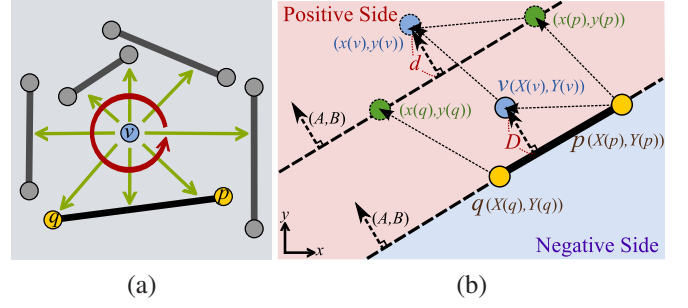 v
q
p
(a)
Positive Side
(x(p),y(p))
(x(v),y(v))
d
v(X(v),Y(v))
(A,B)
(x(q),y(q))
D
p(X(p),Y(p))
q(X(q),Y(q))
(A,B)
y
x
Negative Side
(b)